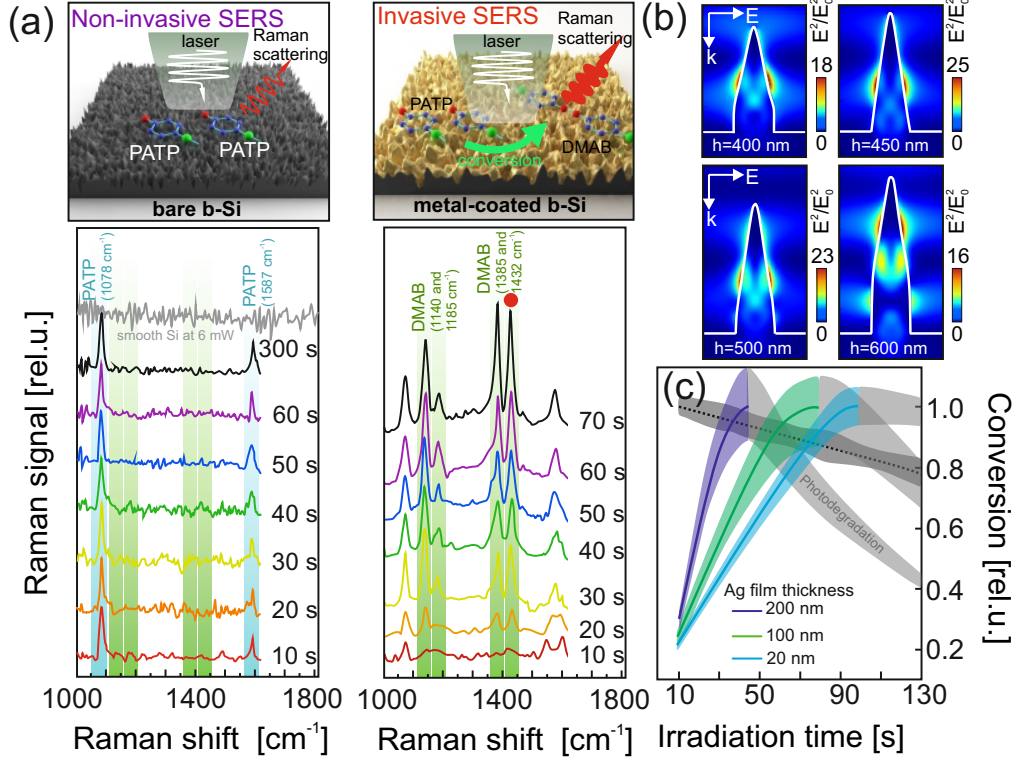 (a)
Non-invasive SERS
laser
Raman
scattering
PATP
PATP
bare b-Si
Invasive SERS
laser
Raman
scattering
PATP
conversion
DMAB
metal-coated b-Si
Raman signal [rel.u.]
PATP
(1078 cm⁻¹)
PATP
(1587 cm⁻¹)
smooth Si at 6 mW
300 s
60 s
50 s
40 s
30 s
20 s
10 s
1000 1400 1800
Raman shift [cm⁻¹]
DMAB
(1140 and
1185 cm⁻¹)
DMAB
(1385 and
1432 cm⁻¹)
70 s
60 s
50 s
40 s
30 s
20 s
10 s
1000 1400 1800
Raman shift [cm⁻¹]
(b)
E
k
h=400 nm
E²/E₀²
18
0
h=450 nm
E²/E₀²
25
0
E
k
h=500 nm
E²/E₀²
23
0
h=600 nm
E²/E₀²
16
0
(c)
Photodegradation
Ag film thickness
200 nm
100 nm
20 nm
1.0
0.8
0.6
0.4
0.2
Conversion [rel.u.]
10 50 90 130
Irradiation time [s]